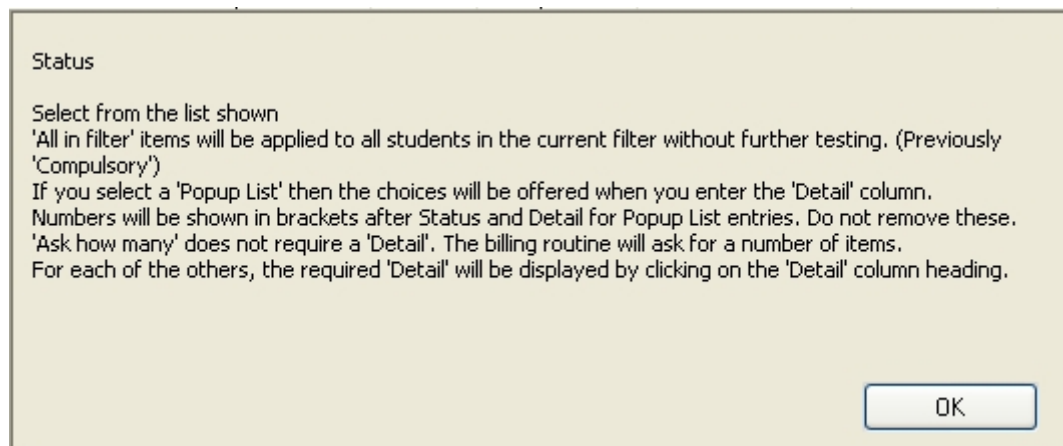 Status
Select from the list shown
'All in filter' items will be applied to all students in the current filter without further testing. (Previously
'Compulsory')
If you select a 'Popup List' then the choices will be offered when you enter the 'Detail' column.
Numbers will be shown in brackets after Status and Detail for Popup List entries. Do not remove these.
'Ask how many' does not require a 'Detail'. The billing routine will ask for a number of items.
For each of the others, the required 'Detail' will be displayed by clicking on the 'Detail' column heading.
OK